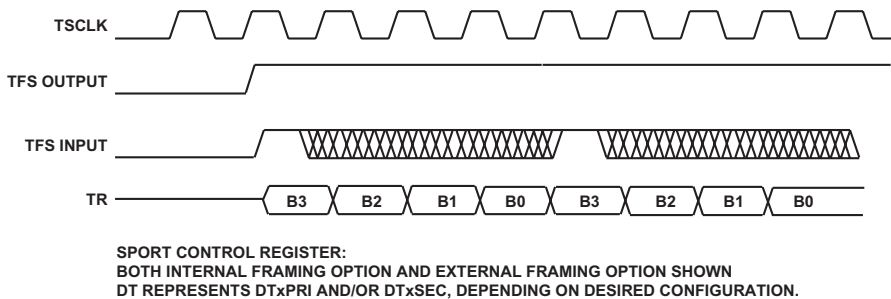 TSCLK
TFS OUTPUT
TFS INPUT
TR B3 B2 B1 B0 B3 B2 B1 B0
SPORT CONTROL REGISTER:
BOTH INTERNAL FRAMING OPTION AND EXTERNAL FRAMING OPTION SHOWN
DT REPRESENTS DTxPRI AND/OR DTxSEC, DEPENDING ON DESIRED CONFIGURATION.